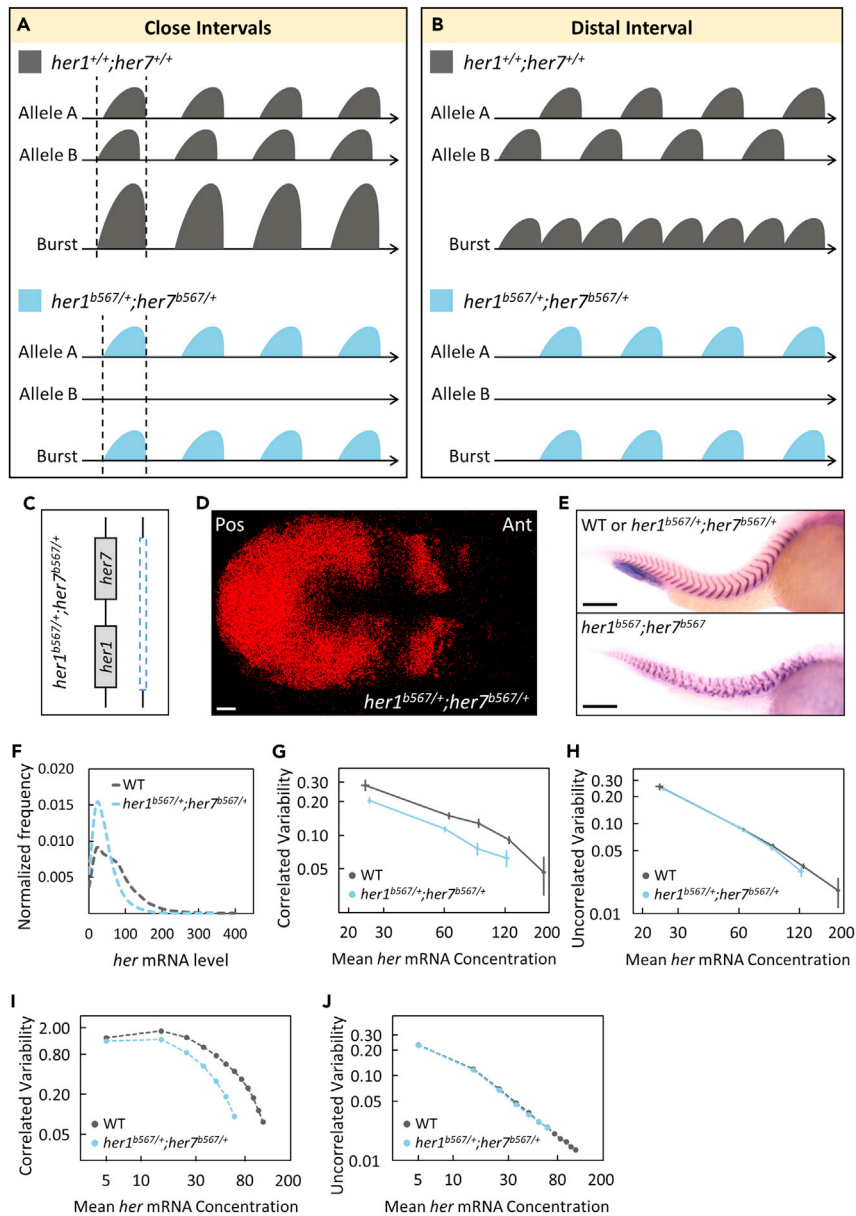 A
Close Intervals
her1+/+;her7+/+
Allele A
Allele B
Burst
her1b567/+;her7b567/+
Allele A
Allele B
Burst
B
Distal Interval
her1+/+;her7+/+
Allele A
Allele B
Burst
her1b567/+;her7b567/+
Allele A
Allele B
Burst
C
her1b567/+;her7b567/+
her7
her1
D
Pos
Ant
her1b567/+;her7b567/+
E
WT or her1b567/+;her7b567/+
her1b567;her7b567
F
Normalized frequency
0.020
0.015
0.010
0.005
WT
her1b567/+;her7b567/+
0 100 200 300 400
her mRNA level
G
Correlated Variability
0.30
0.20
0.10
0.05
WT
her1b567/+;her7b567/+
20 30 60 120 200
Mean her mRNA Concentration
H
Uncorrelated Variability
0.30
0.20
0.10
0.05
0.01
WT
her1b567/+;her7b567/+
20 30 60 120 200
Mean her mRNA Concentration
I
Correlated Variability
2.00
0.80
0.20
0.05
WT
her1b567/+;her7b567/+
5 10 30 80 200
Mean her mRNA Concentration
J
Uncorrelated Variability
0.30
0.20
0.10
0.05
0.01
WT
her1b567/+;her7b567/+
5 10 30 80 200
Mean her mRNA Concentration